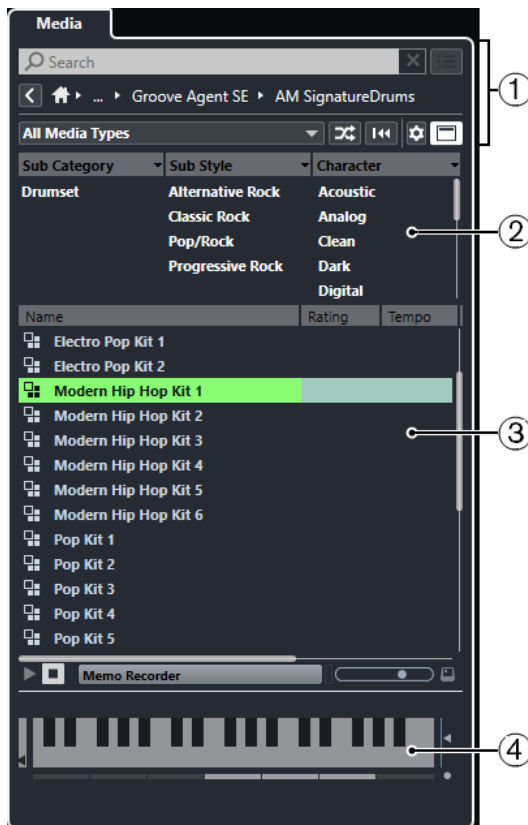 Media
Search
... Groove Agent SE AM SignatureDrums
1
All Media Types
Sub Category Sub Style Character
Drumset Alternative Rock Acoustic
Classic Rock Analog
Pop/Rock Clean
Progressive Rock Dark
Digital
2
Name Rating Tempo
Electro Pop Kit 1
Electro Pop Kit 2
Modern Hip Hop Kit 1
Modern Hip Hop Kit 2
Modern Hip Hop Kit 3
Modern Hip Hop Kit 4
Modern Hip Hop Kit 5
Modern Hip Hop Kit 6
Pop Kit 1
Pop Kit 2
Pop Kit 3
Pop Kit 4
Pop Kit 5
3
Memo Recorder
4